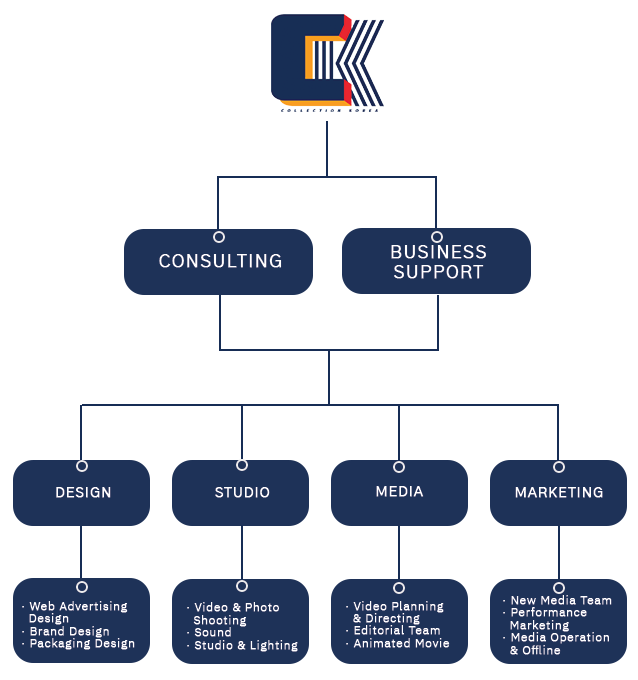 COLLECTION KOREA
CONSULTING
BUSINESS
SUPPORT
DESIGN
STUDIO
MEDIA
MARKETING
· Web Advertising
Design
· Brand Design
· Packaging Design
· Video & Photo
Shooting
· Sound
· Studio & Lighting
· Video Planning
& Directing
· Editorial Team
· Animated Movie
· New Media Team
· Performance
Marketing
· Media Operation
& Offline